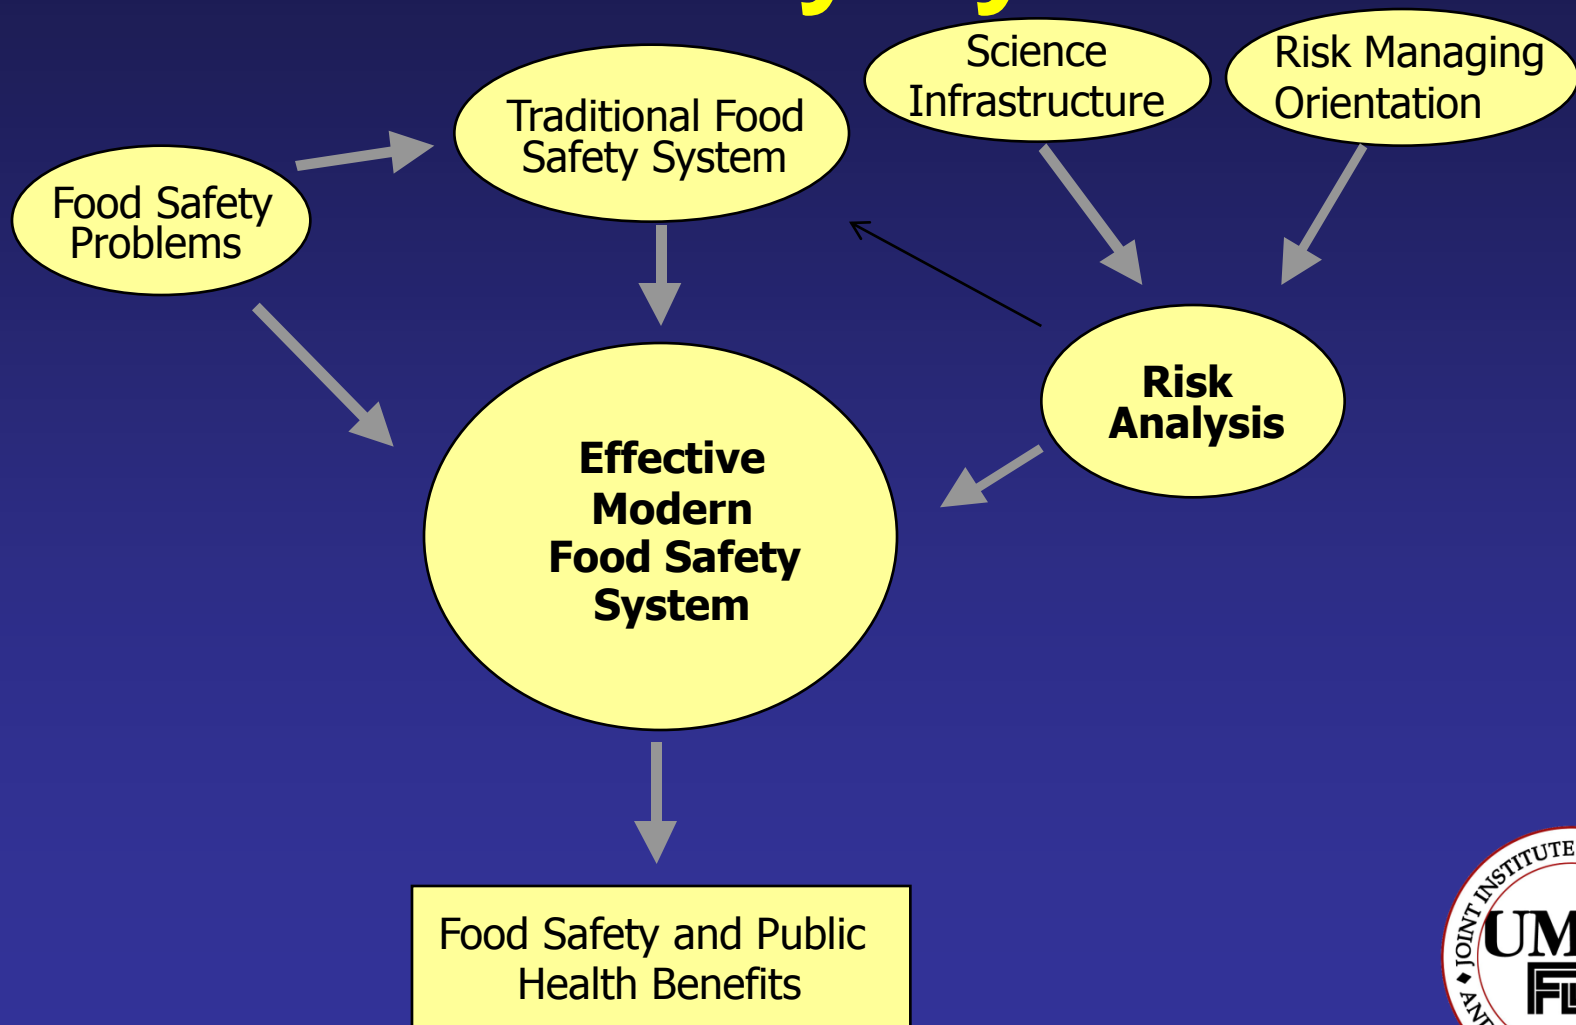 Science
Infrastructure
Risk Managing
Orientation
Traditional Food
Safety System
Food Safety
Problems
Risk
Analysis
Effective
Modern
Food Safety
System
Food Safety and Public
Health Benefits
JOINT INSTITUTE